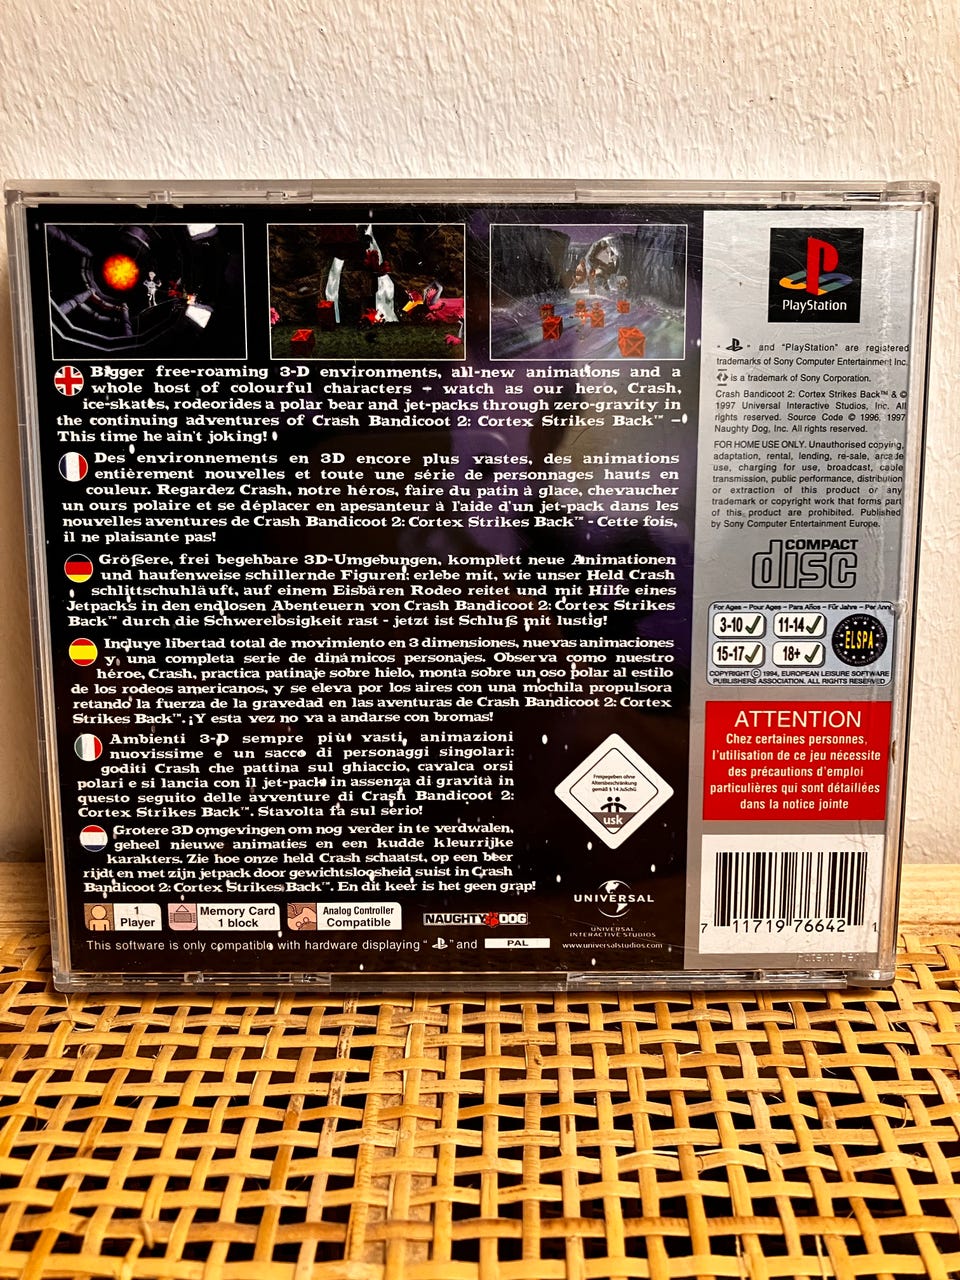 Bigger free-roaming 3-D environments, all-new animations and a
whole host of colourful characters - watch as our hero, Crash,
ice-skates, rodeorides a polar bear and jet-packs through zero-gravity in
the continuing adventures of Crash Bandicoot 2: Cortex Strikes Back™ -
This time he ain't joking!
Des environnements en 3D encore plus vastes, des animations
entièrement nouvelles et toute une série de personnages hauts en
couleur. Regardez Crash, notre héros, faire du patin à glace, chevaucher
un ours polaire et se déplacer en apesanteur à l'aide d'un jet-pack dans les
nouvelles aventures de Crash Bandicoot 2: Cortex Strikes Back™ - Cette fois,
il ne plaisante pas!
Größere, frei begehbare 3D-Umgebungen, komplett neue Animationen
und haufenweise schillernde Figuren: erlebe mit, wie unser Held Crash
schlittschuhläuft, auf einem Eisbären Rodeo reitet und mit Hilfe eines
Jetpacks in den endlosen Abenteuern von Crash Bandicoot 2: Cortex Strikes
Back™ durch die Schwerelosigkeit rast - jetzt ist Schluß mit lustig!
Incluye libertad total de movimiento en 3 dimensiones, nuevas animaciones
y una completa serie de dinámicos personajes. Observa como nuestro
héroe, Crash, practica patinaje sobre hielo, monta sobre un oso polar al estilo
de los rodeos americanos, y se eleva por los aires con una mochila propulsora
retando la fuerza de la gravedad en las aventuras de Crash Bandicoot 2: Cortex
Strikes Back™. ¡Y esta vez no va a andarse con bromas!
Ambienti 3-D sempre più vasti, animazioni
nuovissime e un sacco di personaggi singolari:
goditi Crash che pattina sul ghiaccio, cavalca orsi
polari e si lancia con il jet-pack in assenza di gravità in
questo seguito delle avventure di Crash Bandicoot 2:
Cortex Strikes Back™. Stavolta fa sul serio!
Grotere 3D omgevingen om nog verder in te verdwalen,
geheel nieuwe animaties en een kudde kleurrijke
karakters. Zie hoe onze held Crash schaatst, op een beer
rijdt en met zijn jetpack door gewichtsloosheid suist in Crash
Bandicoot 2: Cortex Strikes Back™. En dit keer is het geen grap!
1 Player
Memory Card 1 block
Analog Controller Compatible
NAUGHTY DOG
This software is only compatible with hardware displaying " " and PAL
Freigegeben ohne
Altersbeschränkung
gemäß § 14 JuSchG
usk
UNIVERSAL
UNIVERSAL
INTERACTIVE STUDIOS
www.universalstudios.com
PlayStation
" " and "PlayStation" are registered
trademarks of Sony Computer Entertainment Inc.
is a trademark of Sony Corporation.
Crash Bandicoot 2: Cortex Strikes Back™ & ©
1997 Universal Interactive Studios, Inc. All
rights reserved. Source Code © 1996, 1997
Naughty Dog, Inc. All rights reserved.
FOR HOME USE ONLY. Unauthorised copying,
adaptation, rental, lending, re-sale, arcade
use, charging for use, broadcast, cable
transmission, public performance, distribution
or extraction of this product or any
trademark or copyright work that forms part
of this product are prohibited. Published
by Sony Computer Entertainment Europe.
COMPACT
disc
For Ages - Pour Ages - Para Años - Für Jahre - Per Anni
3-10 11-14
15-17 18+
ELSPA
COPYRIGHT © 1994, EUROPEAN LEISURE SOFTWARE
PUBLISHERS ASSOCIATION. ALL RIGHTS RESERVED
ATTENTION
Chez certaines personnes,
l'utilisation de ce jeu nécessite
des précautions d'emploi
particulières qui sont détaillées
dans la notice jointe
7 11719 76642 1